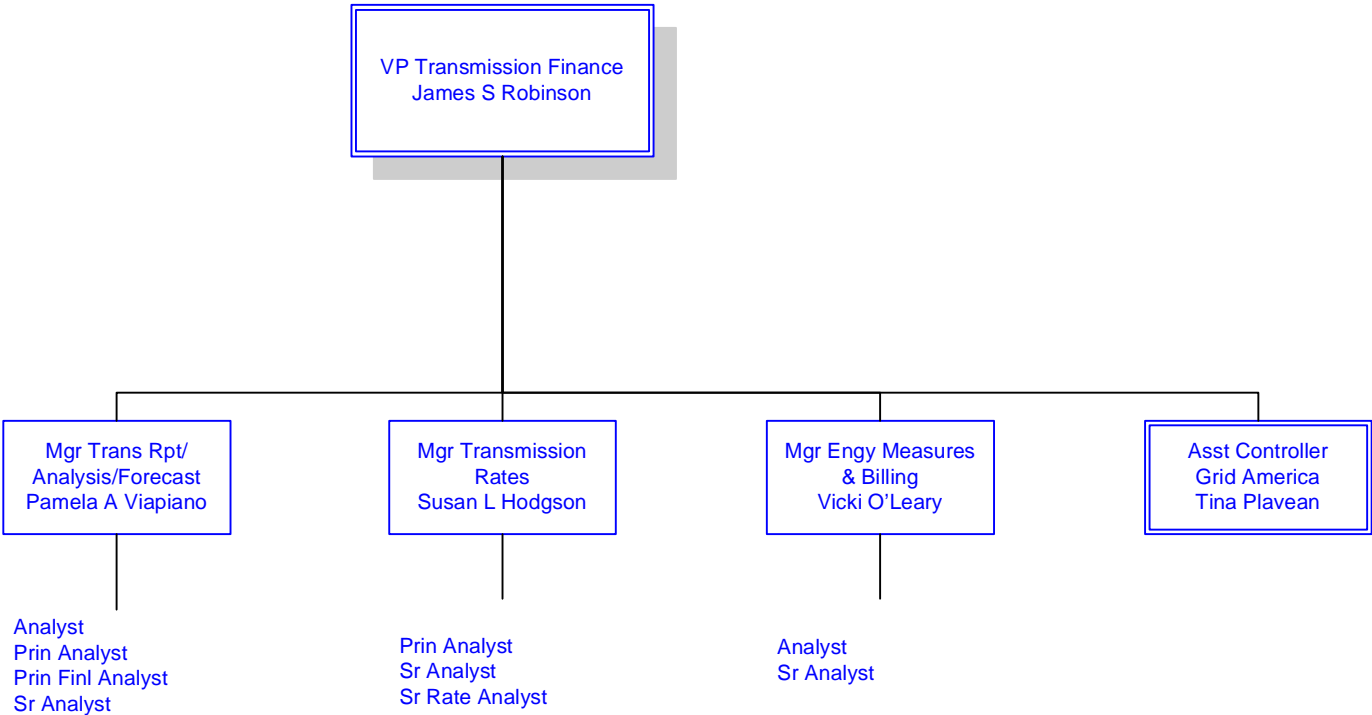 VP Transmission Finance
James S Robinson
Mgr Trans Rpt/
Analysis/Forecast
Pamela A Viapiano
Mgr Transmission
Rates
Susan L Hodgson
Mgr Engy Measures
& Billing
Vicki O’Leary
Asst Controller
Grid America
Tina Plavean
Analyst
Prin Analyst
Prin Finl Analyst
Sr Analyst
Prin Analyst
Sr Analyst
Sr Rate Analyst
Analyst
Sr Analyst